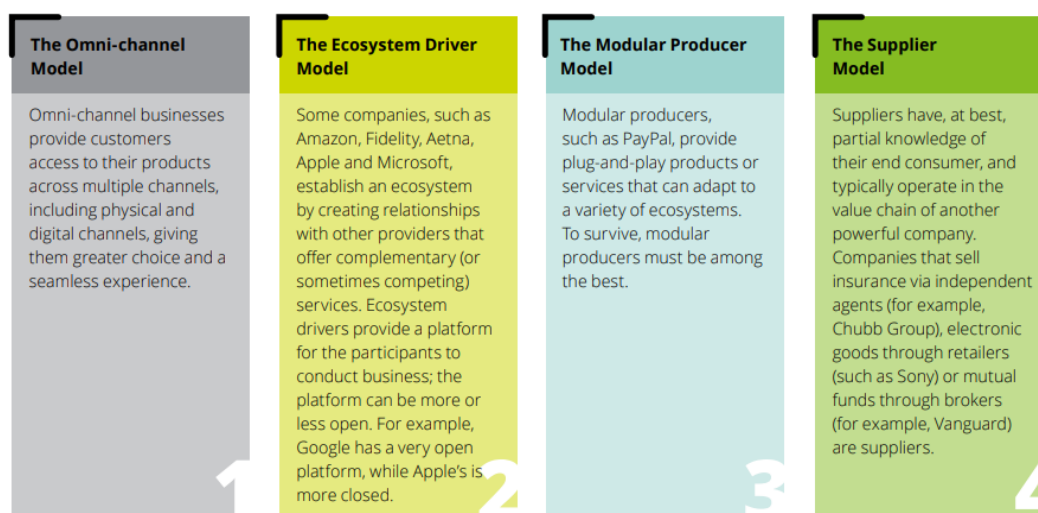 The Omni-channel
Model
Omni-channel businesses
provide customers
access to their products
across multiple channels,
including physical and
digital channels, giving
them greater choice and a
seamless experience.
1
The Ecosystem Driver
Model
Some companies, such as
Amazon, Fidelity, Aetna,
Apple and Microsoft,
establish an ecosystem
by creating relationships
with other providers that
offer complementary (or
sometimes competing)
services. Ecosystem
drivers provide a platform
for the participants to
conduct business; the
platform can be more or
less open. For example,
Google has a very open
platform, while Apple's is
more closed.
2
The Modular Producer
Model
Modular producers,
such as PayPal, provide
plug-and-play products or
services that can adapt to
a variety of ecosystems.
To survive, modular
producers must be among
the best.
3
The Supplier
Model
Suppliers have, at best,
partial knowledge of
their end consumer, and
typically operate in the
value chain of another
powerful company.
Companies that sell
insurance via independent
agents (for example,
Chubb Group), electronic
goods through retailers
(such as Sony) or mutual
funds through brokers
(for example, Vanguard)
are suppliers.
4